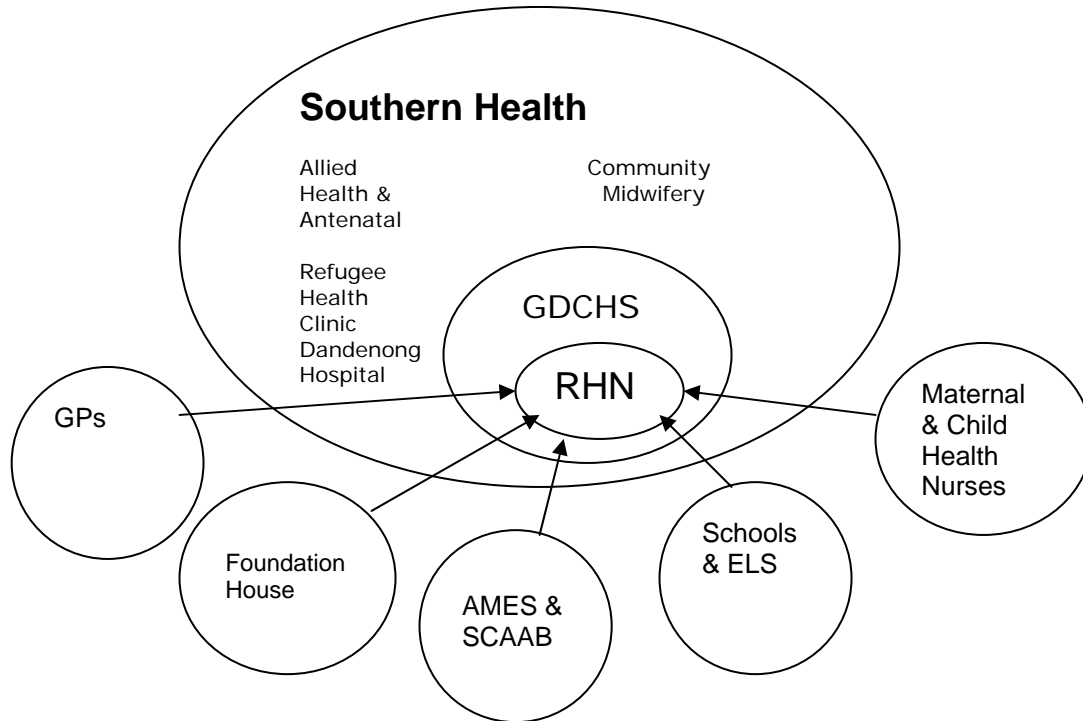 Southern Health
Allied
Health &
Antenatal
Community
Midwifery
Refugee
Health
Clinic
Dandenong
Hospital
GDCHS
RHN
GPs
Foundation
House
AMES &
SCAAB
Schools
& ELS
Maternal
& Child
Health
Nurses